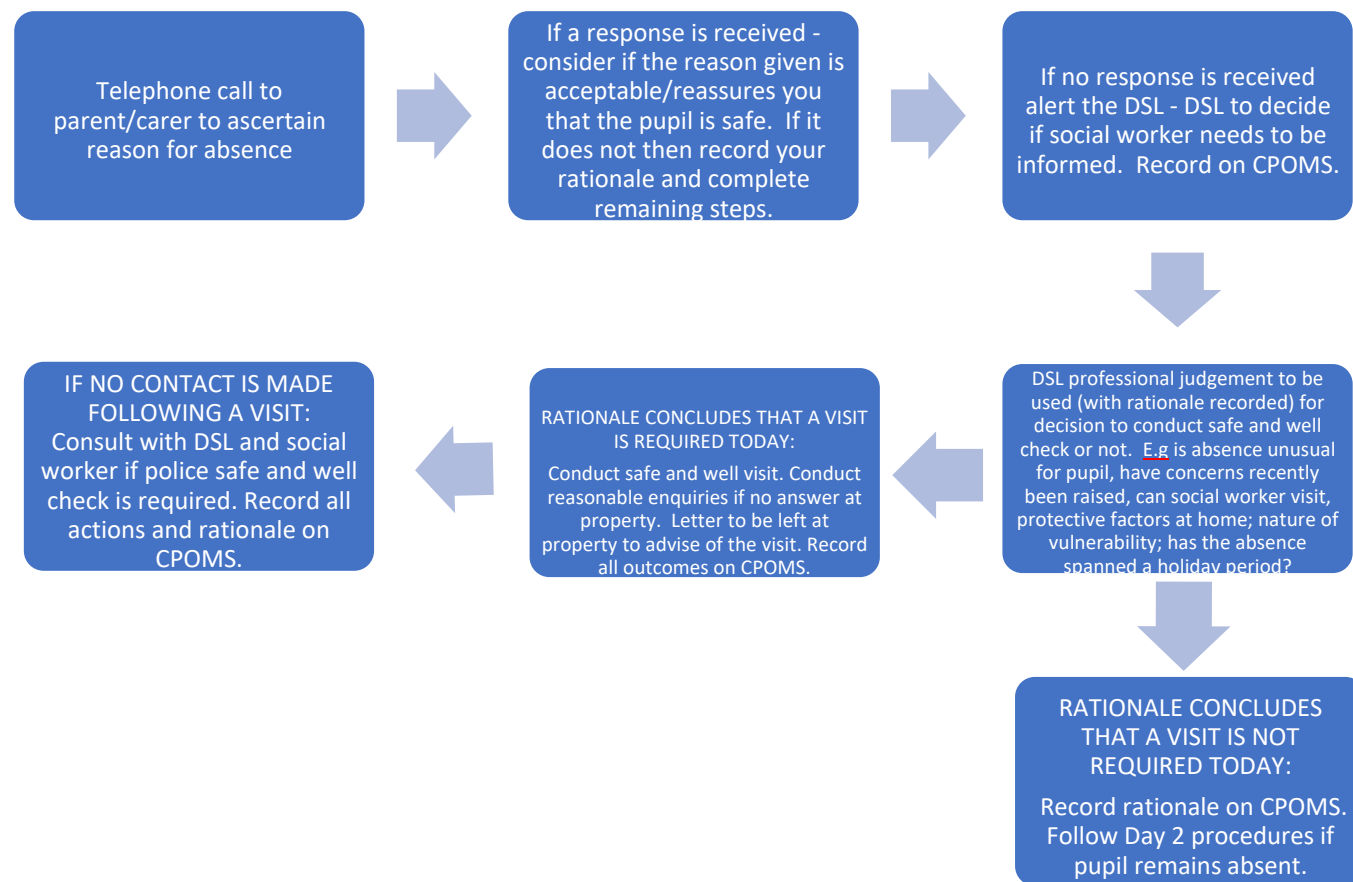 Telephone call to
parent/carer to ascertain
reason for absence
If a response is received -
consider if the reason given is
acceptable/reassures you
that the pupil is safe.  If it
does not then record your
rationale and complete
remaining steps.
If no response is received
alert the DSL - DSL to decide
if social worker needs to be
informed.  Record on CPOMS.
DSL professional judgement to be
used (with rationale recorded) for
decision to conduct safe and well
check or not.  E.g is absence unusual
for pupil, have concerns recently
been raised, can social worker visit,
protective factors at home; nature of
vulnerability; has the absence
spanned a holiday period?
RATIONALE CONCLUDES THAT A VISIT
IS REQUIRED TODAY:
Conduct safe and well visit. Conduct
reasonable enquiries if no answer at
property.  Letter to be left at
property to advise of the visit. Record
all outcomes on CPOMS.
IF NO CONTACT IS MADE
FOLLOWING A VISIT:
Consult with DSL and social
worker if police safe and well
check is required. Record all
actions and rationale on
CPOMS.
RATIONALE CONCLUDES
THAT A VISIT IS NOT
REQUIRED TODAY:
Record rationale on CPOMS.
Follow Day 2 procedures if
pupil remains absent.